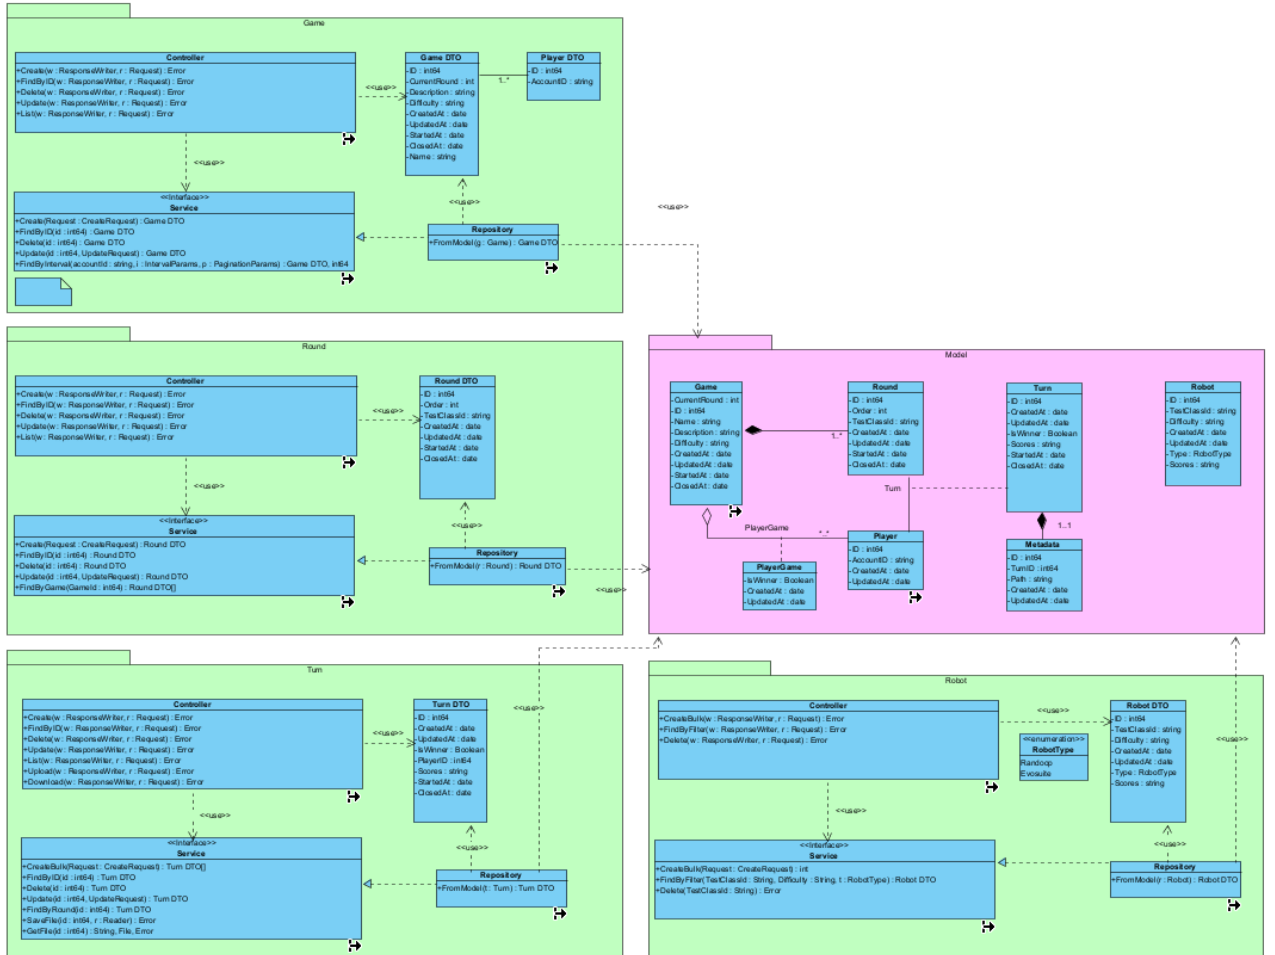 Game
Controller
+Create(w : ResponseWriter, r : Request) : Error
+FindByID(w : ResponseWriter, r : Request) : Error
+Delete(w : ResponseWriter, r : Request) : Error
+Update(w : ResponseWriter, r : Request) : Error
+List(w : ResponseWriter, r : Request) : Error
<<use>>
Game DTO
-ID : int64
-CurrentRound : int
-Description : string
-Difficulty : string
-CreatedAt : date
-UpdatedAt : date
-StartedAt : date
-ClosedAt : date
-Name : string
1..*
Player DTO
-ID : int64
-AccountID : string
<<use>>
<<Interface>>
Service
+Create(Request : CreateRequest) : Game DTO
+FindByID(id : int64) : Game DTO
+Delete(id : int64) : Game DTO
+Update(id : int64, UpdateRequest) : Game DTO
+FindByInterval(accountId : string, i : IntervalParams, p : PaginationParams) : Game DTO, int64
<<use>>
Repository
+FromModel(g : Game) : Game DTO
<<use>>
Round
Controller
+Create(w : ResponseWriter, r : Request) : Error
+FindByID(w : ResponseWriter, r : Request) : Error
+Delete(w : ResponseWriter, r : Request) : Error
+Update(w : ResponseWriter, r : Request) : Error
+List(w : ResponseWriter, r : Request) : Error
<<use>>
Round DTO
-ID : int64
-Order : int
-TestClassId : string
-CreatedAt : date
-UpdatedAt : date
-StartedAt : date
-ClosedAt : date
<<use>>
<<Interface>>
Service
+Create(Request : CreateRequest) : Round DTO
+FindByID(id : int64) : Round DTO
+Delete(id : int64) : Round DTO
+Update(id : int64, UpdateRequest) : Round DTO
+FindByGame(GameId : int64) : Round DTO[]
<<use>>
Repository
+FromModel(r : Round) : Round DTO
<<use>>
Model
Game
-CurrentRound : int
-ID : int64
-Name : string
-Description : string
-Difficulty : string
-CreatedAt : date
-UpdatedAt : date
-StartedAt : date
-ClosedAt : date
1..*
Round
-ID : int64
-Order : int
-TestClassId : string
-CreatedAt : date
-UpdatedAt : date
-StartedAt : date
-ClosedAt : date
Turn
Turn
-ID : int64
-CreatedAt : date
-UpdatedAt : date
-IsWinner : Boolean
-Scores : string
-StartedAt : date
-ClosedAt : date
1..1
Robot
-ID : int64
-TestClassId : string
-Difficulty : string
-CreatedAt : date
-UpdatedAt : date
-Type : RobotType
-Scores : string
PlayerGame
*..*
PlayerGame
-IsWinner : Boolean
-CreatedAt : date
-UpdatedAt : date
Player
-ID : int64
-AccountID : string
-CreatedAt : date
-UpdatedAt : date
Metadata
-ID : int64
-TurnID : int64
-Path : string
-CreatedAt : date
-UpdatedAt : date
Turn
Controller
+Create(w : ResponseWriter, r : Request) : Error
+FindByID(w : ResponseWriter, r : Request) : Error
+Delete(w : ResponseWriter, r : Request) : Error
+Update(w : ResponseWriter, r : Request) : Error
+List(w : ResponseWriter, r : Request) : Error
+Upload(w : ResponseWriter, r : Request) : Error
+Download(w : ResponseWriter, r : Request) : Error
<<use>>
Turn DTO
-ID : int64
-CreatedAt : date
-UpdatedAt : date
-IsWinner : Boolean
-PlayerID : int64
-Scores : string
-StartedAt : date
-ClosedAt : date
<<use>>
<<use>>
<<Interface>>
Service
+CreateBulk(Request : CreateRequest) : Turn DTO[]
+FindByID(id : int64) : Turn DTO
+Delete(id : int64) : Turn DTO
+Update(id : int64, UpdateRequest) : Turn DTO
+FindByRound(id : int64) : Turn DTO
+SaveFile(id : int64, r : Reader) : Error
+GetFile(id : int64) : String, File, Error
<<use>>
Repository
+FromModel(t : Turn) : Turn DTO
Robot
Controller
+CreateBulk(w : ResponseWriter, r : Request) : Error
+FindByFilter(w : ResponseWriter, r : Request) : Error
+Delete(w : ResponseWriter, r : Request) : Error
<<use>>
<<enumeration>>
RobotType
Randoop
Evosuite
Robot DTO
-ID : int64
-TestClassId : string
-Difficulty : string
-CreatedAt : date
-UpdatedAt : date
-Type : RobotType
-Scores : string
<<use>>
<<use>>
<<Interface>>
Service
+CreateBulk(Request : CreateRequest) : int
+FindByFilter(TestClassId : String, Difficulty : String, t : RobotType) : Robot DTO
+Delete(TestClassId : String) : Error
<<use>>
Repository
+FromModel(r : Robot) : Robot DTO